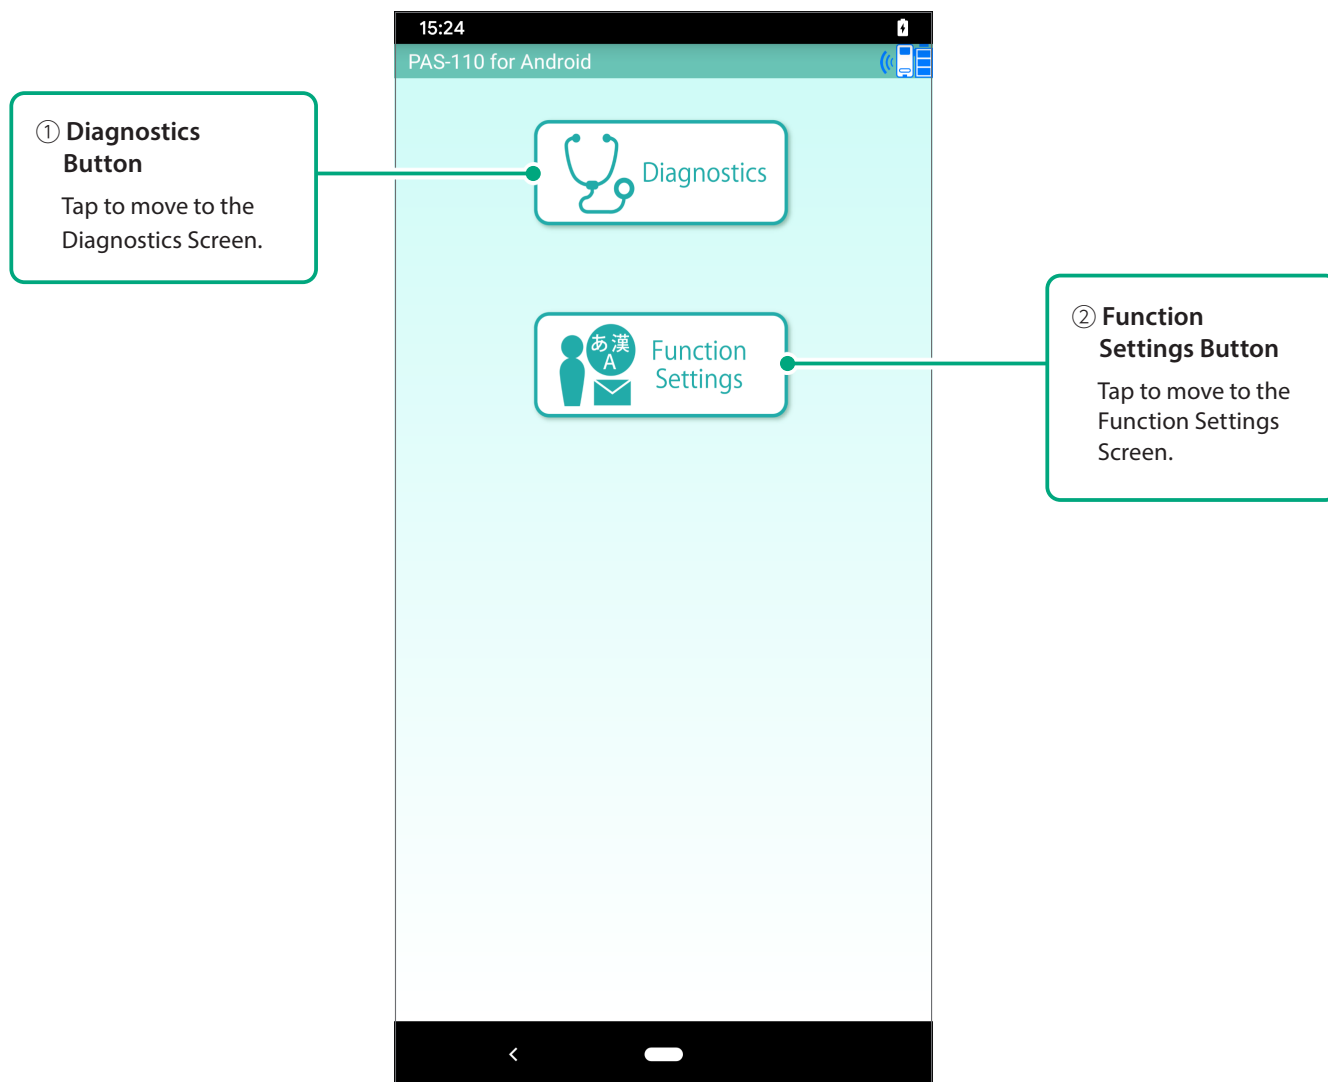 15:24
PAS-110 for Android
① Diagnostics
Button
Tap to move to the
Diagnostics Screen.
Diagnostics
あ漢
A
Function
Settings
② Function
Settings Button
Tap to move to the
Function Settings
Screen.